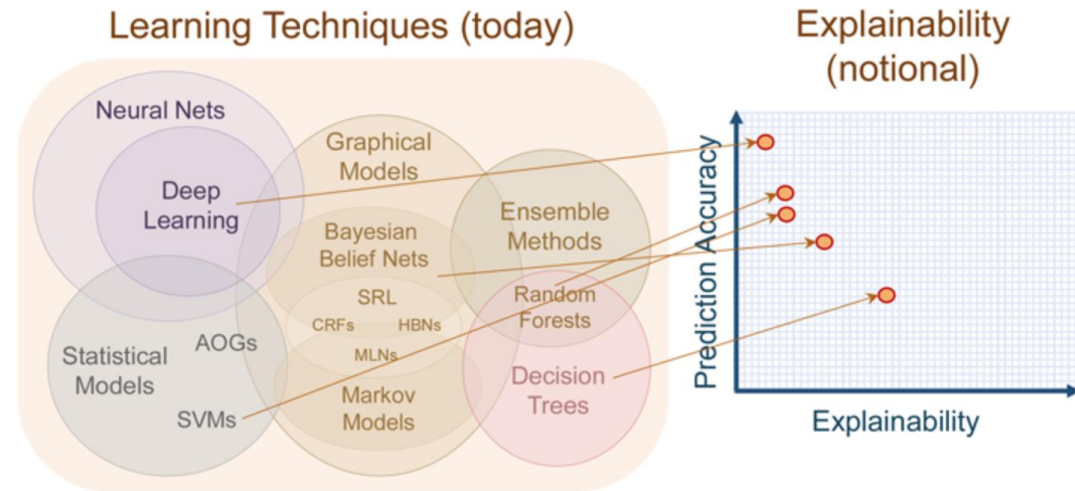 Learning Techniques (today)
Neural Nets
Deep
Learning
Graphical
Models
Bayesian
Belief Nets
SRL
CRFs HBNs
MLNs
Markov
Models
Ensemble
Methods
Random
Forests
Decision
Trees
Statistical
Models
AOGs
SVMs
Explainability
(notional)
Prediction Accuracy
Explainability